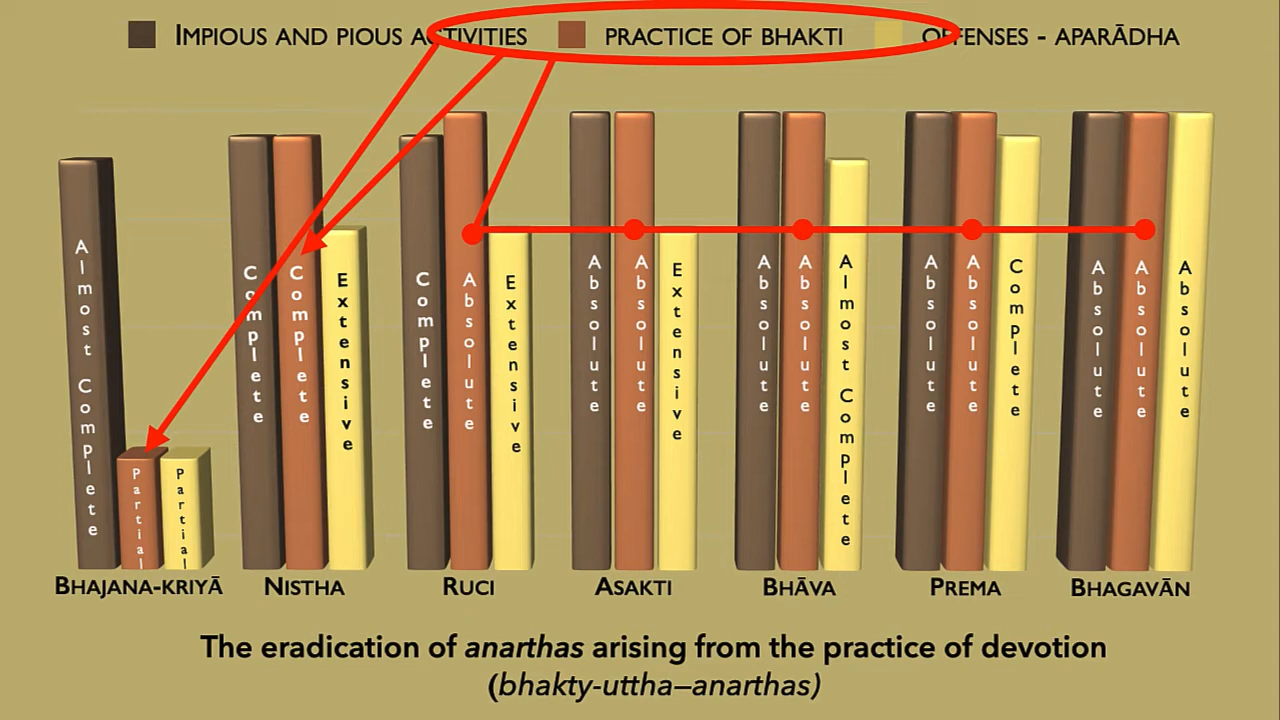 IMPIOUS AND PIOUS ACTIVITIES PRACTICE OF BHAKTI OFFENSES - APARĀDHA
Almost Complete
Partial
Partial
Complete
Complete
Extensive
Complete
Absolute
Extensive
Absolute
Absolute
Extensive
Absolute
Absolute
Almost Complete
Absolute
Absolute
Complete
Absolute
Absolute
Absolute
BHAJANA-KRIYĀ NISTHA RUCI ASAKTI BHĀVA PREMA BHAGAVĀN
The eradication of anarthas arising from the practice of devotion
(bhakty-uttha–anarthas)